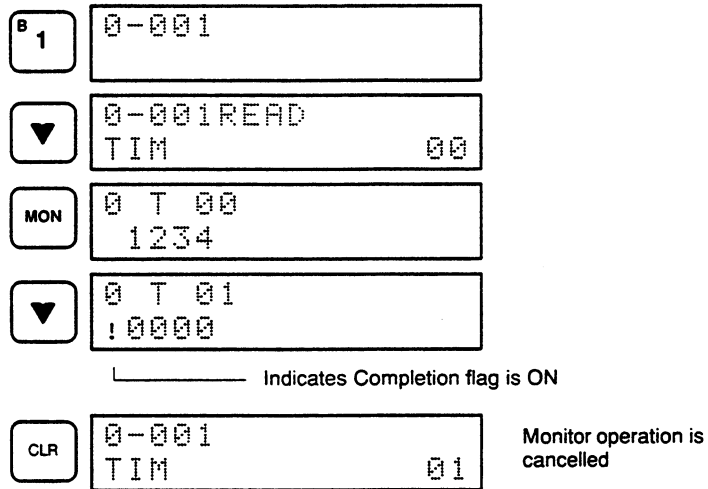 B
1
0-001
▼
0-001READ
TIM 00
MON
0 T 00
1234
▼
0 T 01
!0000
Indicates Completion flag is ON
CLR
0-001
TIM 01
Monitor operation is
cancelled